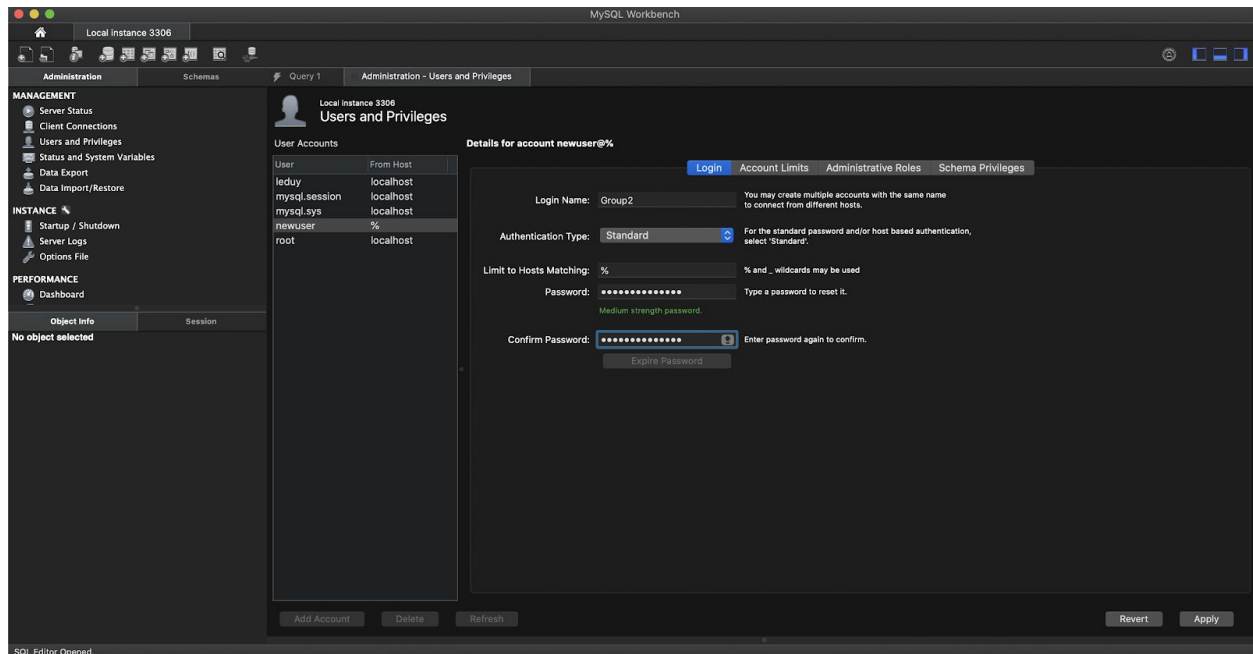 MySQL Workbench
Local instance 3306
Administration
Schemas
Query 1
Administration - Users and Privileges
MANAGEMENT
Server Status
Client Connections
Users and Privileges
Status and System Variables
Data Export
Data Import/Restore
INSTANCE
Startup / Shutdown
Server Logs
Options File
PERFORMANCE
Dashboard
Object Info
Session
No object selected
Local instance 3306
Users and Privileges
User Accounts
User From Host
leduy localhost
mysql.session localhost
mysql.sys localhost
newuser %
root localhost
Add Account
Delete
Refresh
Details for account newuser@%
Login
Account Limits
Administrative Roles
Schema Privileges
Login Name: Group2
You may create multiple accounts with the same name
to connect from different hosts.
Authentication Type: Standard
For the standard password and/or host based authentication,
select 'Standard'.
Limit to Hosts Matching: %
% and _ wildcards may be used
Password: ••••••••••••••
Type a password to reset it.
Medium strength password.
Confirm Password: ••••••••••••••
Enter password again to confirm.
Expire Password
Revert
Apply
SQL Editor Opened.